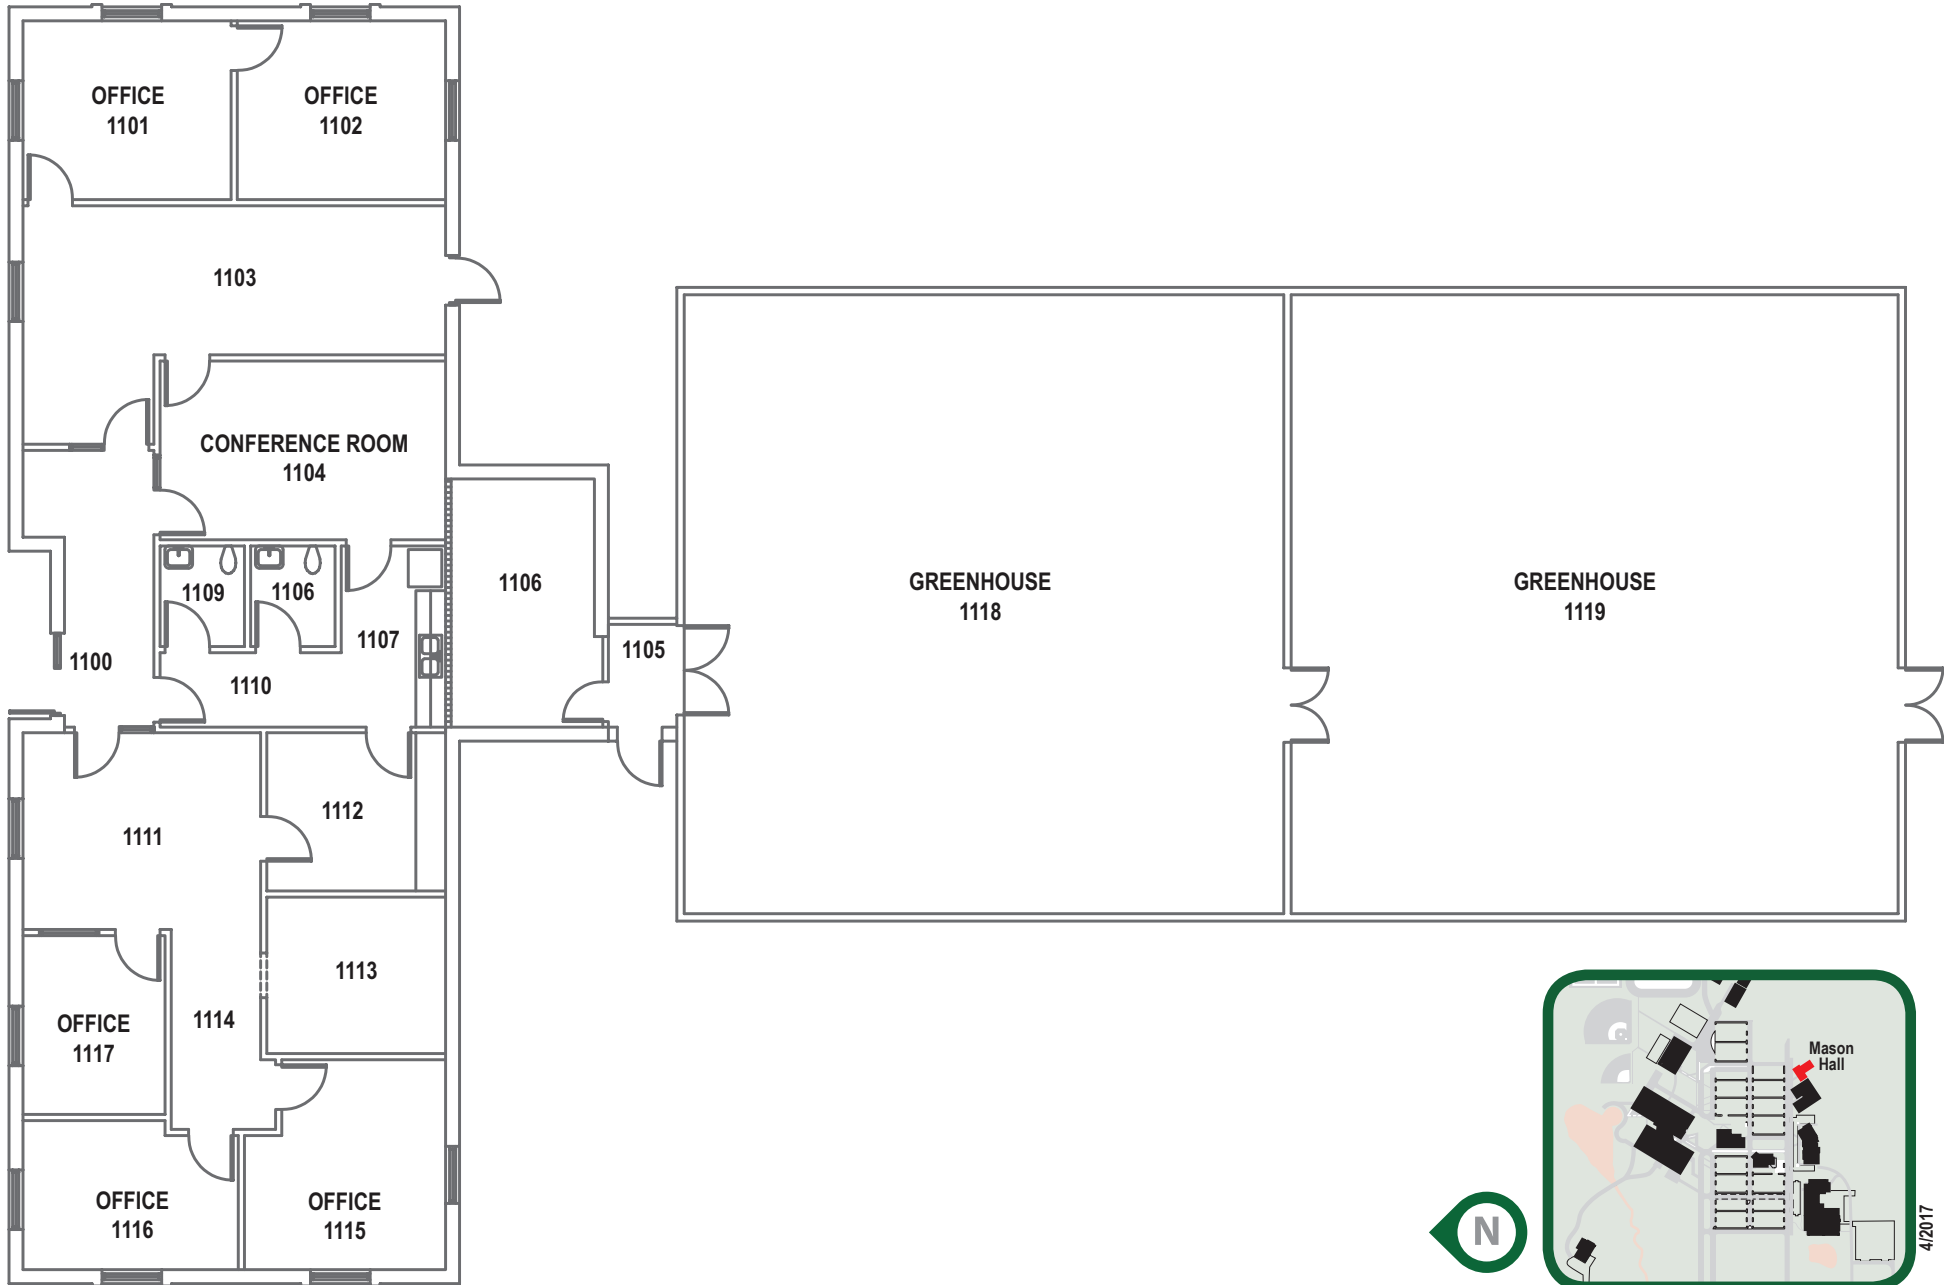 OFFICE
1101
OFFICE
1102
1103
CONFERENCE ROOM
1104
1109
1106
1107
1106
1105
1100
1110
GREENHOUSE
1118
GREENHOUSE
1119
1111
1112
1113
1114
OFFICE
1117
OFFICE
1116
OFFICE
1115
N
Mason
Hall
4/2017